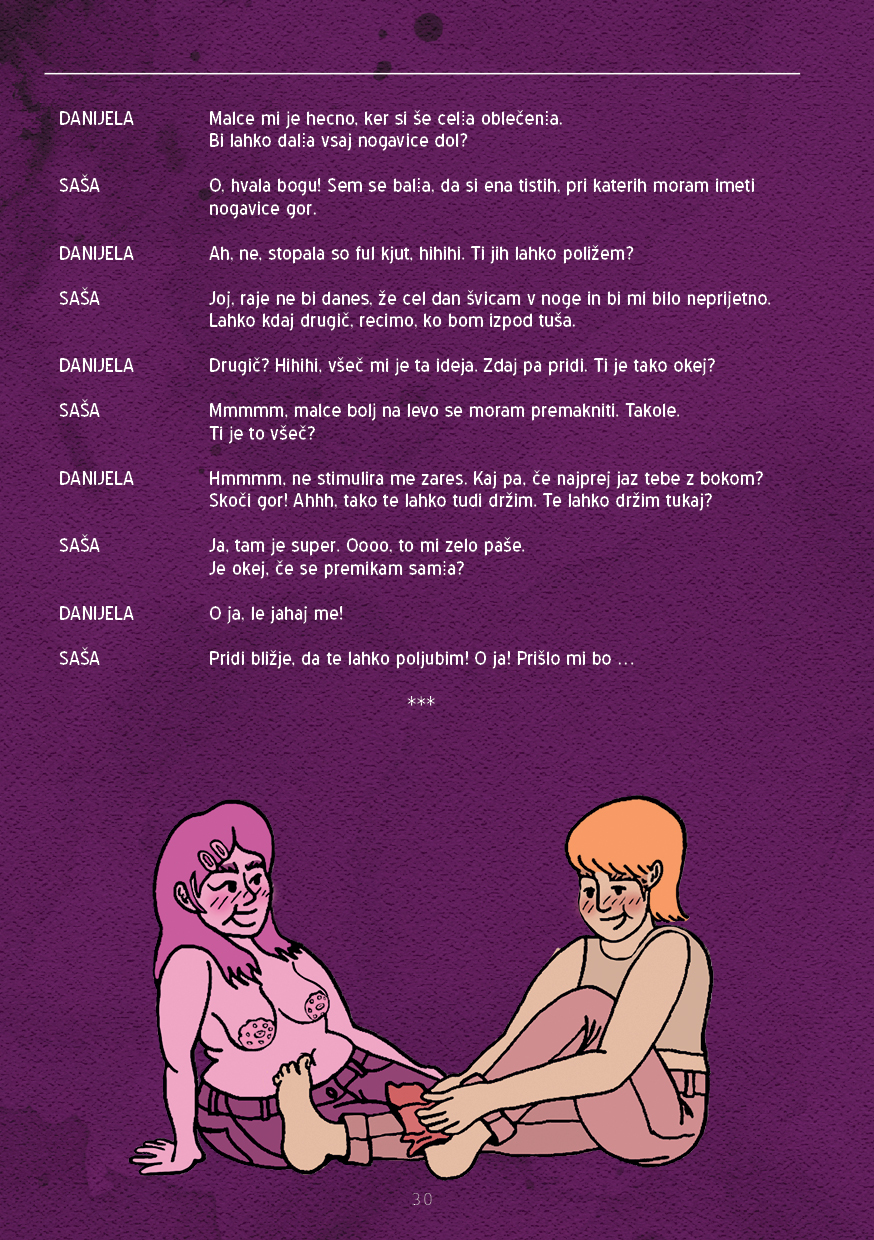 DANIJELA Malce mi je hecno, ker si še cel⁝a oblečen⁝a.
Bi lahko dal⁝a vsaj nogavice dol?
SAŠA O, hvala bogu! Sem se bal⁝a, da si ena tistih, pri katerih moram imeti
nogavice gor.
DANIJELA Ah, ne, stopala so ful kjut, hihihi. Ti jih lahko poližem?
SAŠA Joj, raje ne bi danes, že cel dan švicam v noge in bi mi bilo neprijetno.
Lahko kdaj drugič, recimo, ko bom izpod tuša.
DANIJELA Drugič? Hihihi, všeč mi je ta ideja. Zdaj pa pridi. Ti je tako okej?
SAŠA Mmmmm, malce bolj na levo se moram premakniti. Takole.
Ti je to všeč?
DANIJELA Hmmmm, ne stimulira me zares. Kaj pa, če najprej jaz tebe z bokom?
Skoči gor! Ahhh, tako te lahko tudi držim. Te lahko držim tukaj?
SAŠA Ja, tam je super. Oooo, to mi zelo paše.
Je okej, če se premikam sam⁝a?
DANIJELA O ja, le jahaj me!
SAŠA Pridi bližje, da te lahko poljubim! O ja! Prišlo mi bo …
***
30